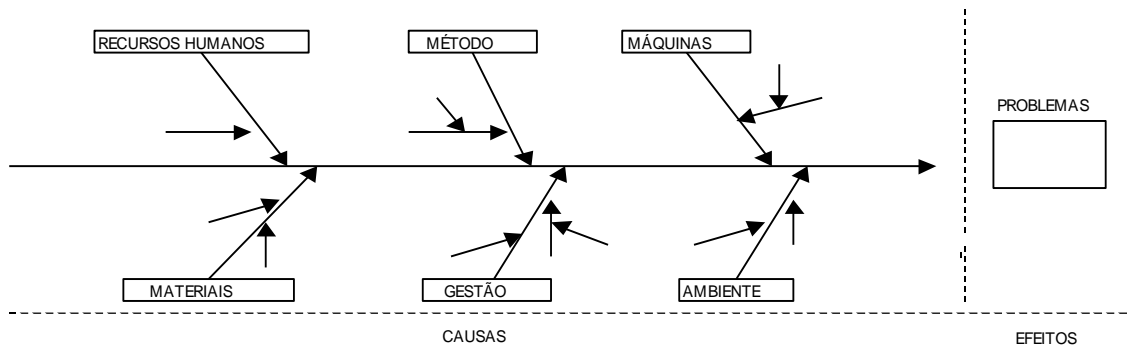 RECURSOS HUMANOS
MÉTODO
MÁQUINAS
PROBLEMAS
MATERIAIS
GESTÃO
AMBIENTE
CAUSAS
EFEITOS